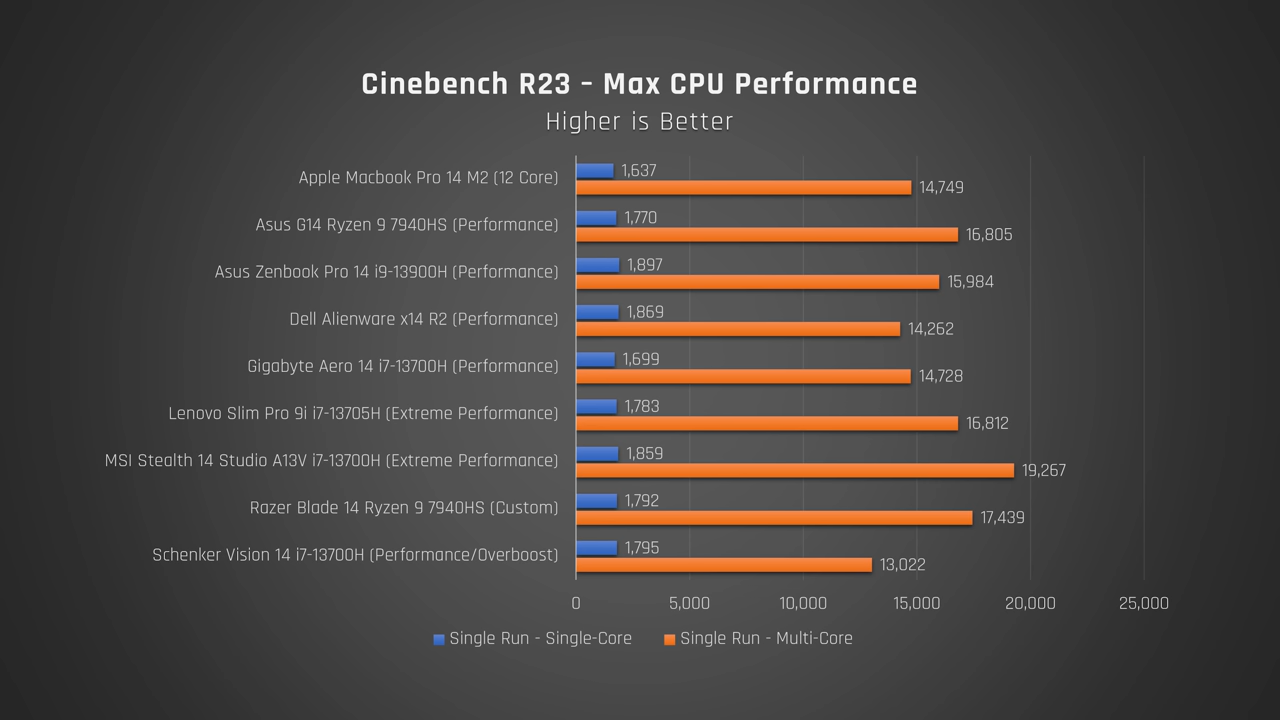 Cinebench R23 – Max CPU Performance
Higher is Better
Apple Macbook Pro 14 M2 (12 Core)
1,637
14,749
Asus G14 Ryzen 9 7940HS (Performance)
1,770
16,805
Asus Zenbook Pro 14 i9-13900H (Performance)
1,897
15,984
Dell Alienware x14 R2 (Performance)
1,869
14,262
Gigabyte Aero 14 i7-13700H (Performance)
1,699
14,728
Lenovo Slim Pro 9i i7-13705H (Extreme Performance)
1,783
16,812
MSI Stealth 14 Studio A13V i7-13700H (Extreme Performance)
1,859
19,267
Razer Blade 14 Ryzen 9 7940HS (Custom)
1,792
17,439
Schenker Vision 14 i7-13700H (Performance/Overboost)
1,795
13,022
0 5,000 10,000 15,000 20,000 25,000
Single Run - Single-Core Single Run - Multi-Core